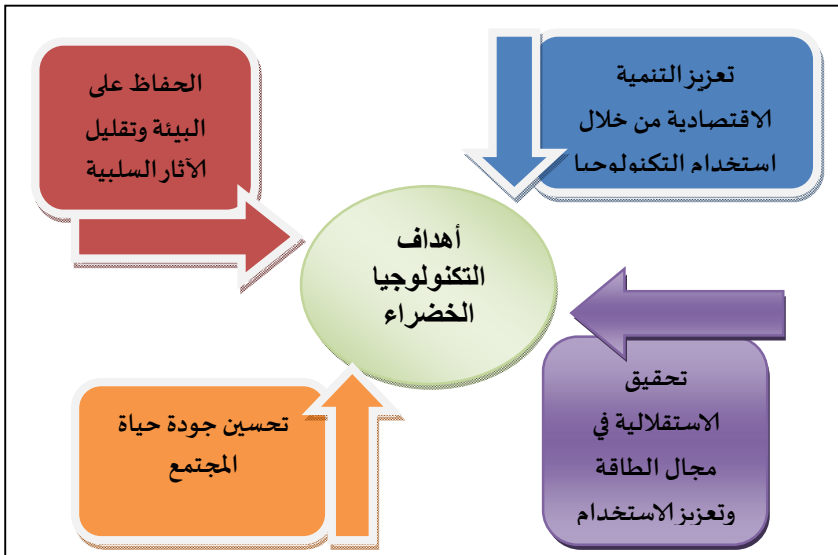 تعزيز التنمية
الاقتصادية من خلال
استخدام التكنولوجيا
الحفاظ على
البيئة وتقليل
الآثار السلبية
أهداف
التكنولوجيا
الخضراء
تحقيق
الاستقلالية في
مجال الطاقة
وتعزيز الاستخدام
تحسين جودة حياة
المجتمع